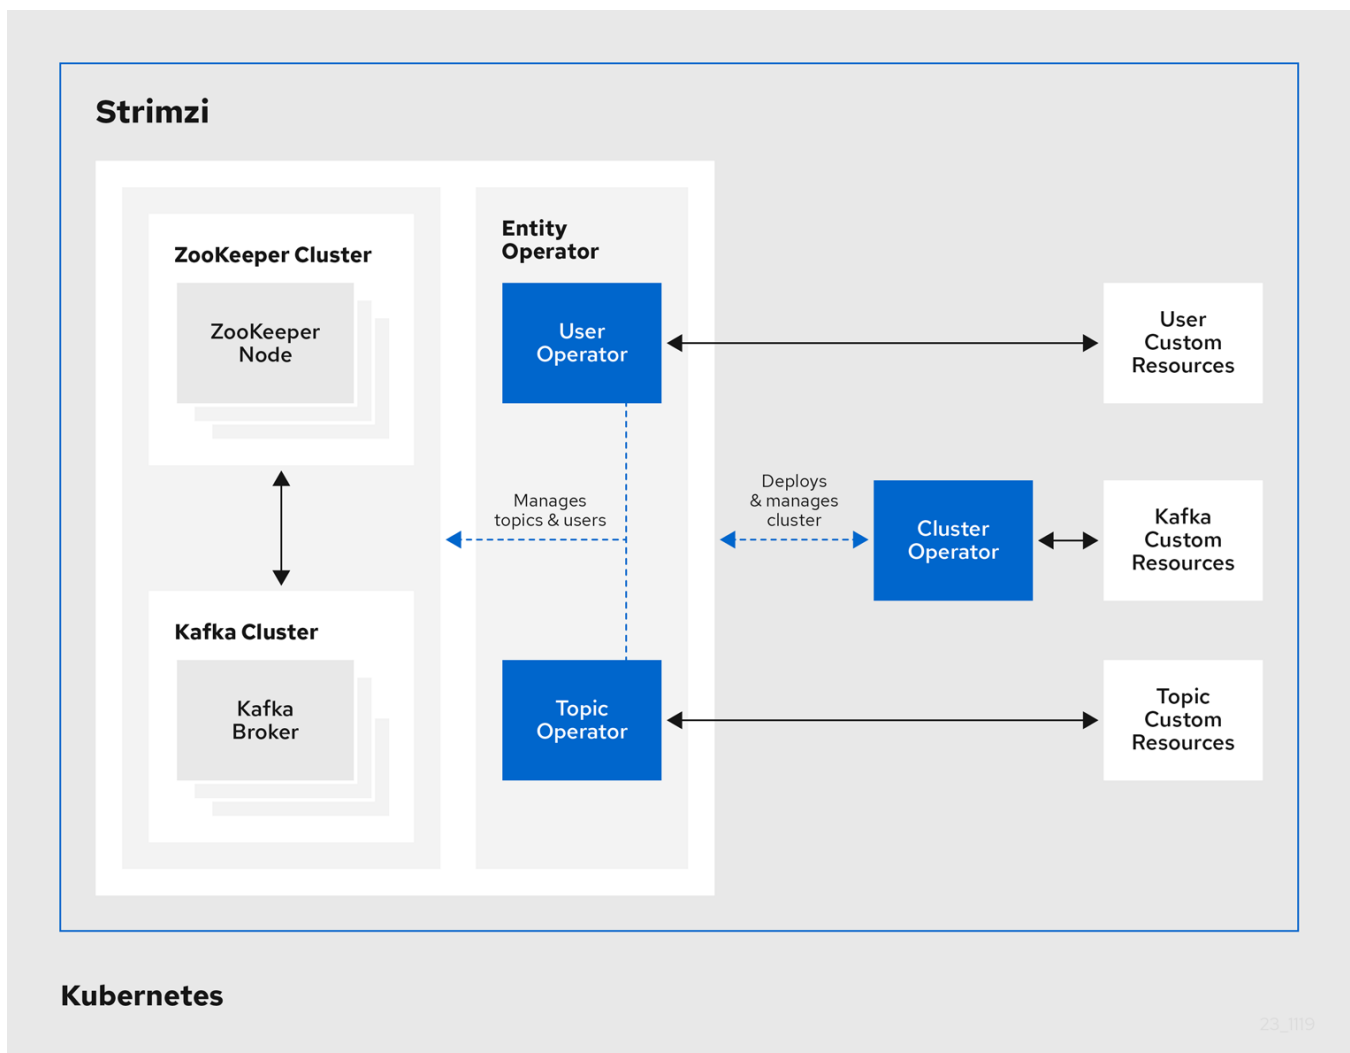 Strimzi
ZooKeeper Cluster
ZooKeeper
Node
Kafka Cluster
Kafka
Broker
Entity
Operator
User
Operator
Manages
topics & users
Topic
Operator
Deploys
& manages
cluster
Cluster
Operator
User
Custom
Resources
Kafka
Custom
Resources
Topic
Custom
Resources
Kubernetes
23_1119